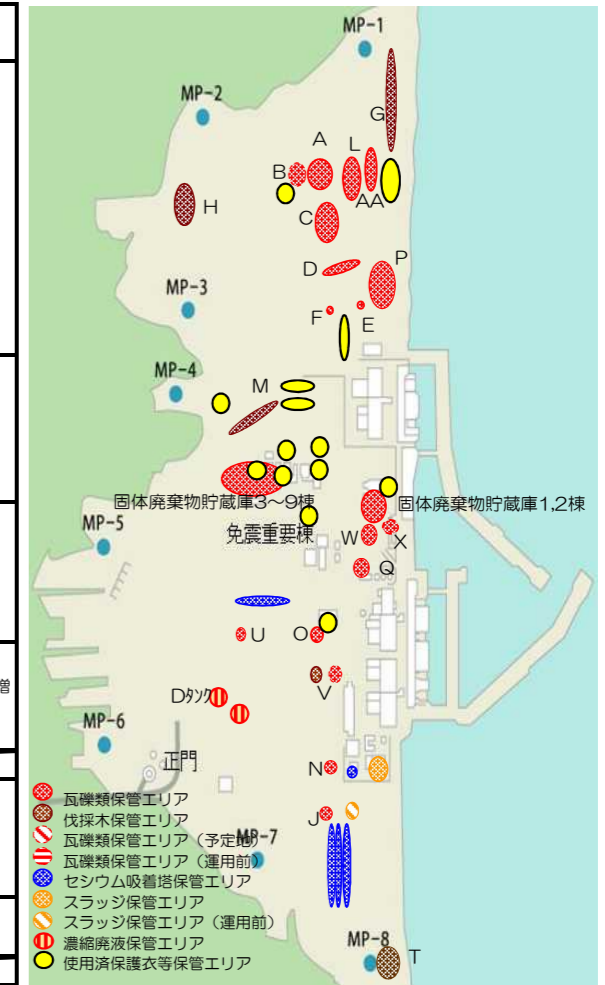 MP-1
MP-2
G
A
L
B
AA
H
C
P
D
MP-3
F
E
MP-4
M
固体廃棄物貯蔵庫3～9棟
固体廃棄物貯蔵庫1,2棟
MP-5
免震重要棟
W
X
Q
U
O
増
Dタンク
V
MP-6
正門
N
瓦礫類保管エリア
伐採木保管エリア
J
瓦礫類保管エリア（予定地）
瓦礫類保管エリア（運用前）
MP-7
セシウム吸着塔保管エリア
スラッジ保管エリア
スラッジ保管エリア（運用前）
濃縮廃液保管エリア
MP-8
T
使用済保護衣等保管エリア